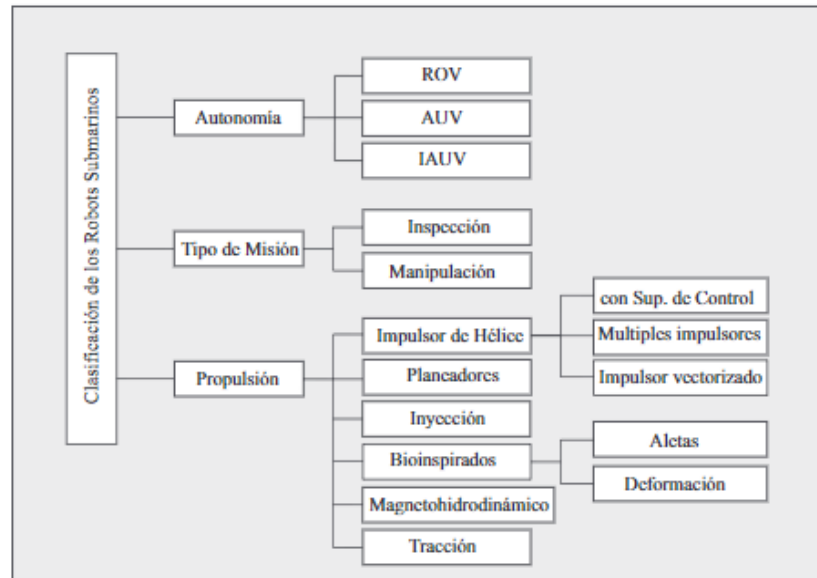 Clasificación de los Robots Submarinos
Autonomía
ROV
AUV
IAUV
Tipo de Misión
Inspección
Manipulación
Propulsión
Impulsor de Hélice
con Sup. de Control
Multiples impulsores
Impulsor vectorizado
Planeadores
Inyección
Bioinspirados
Aletas
Deformación
Magnetohidrodinámico
Tracción